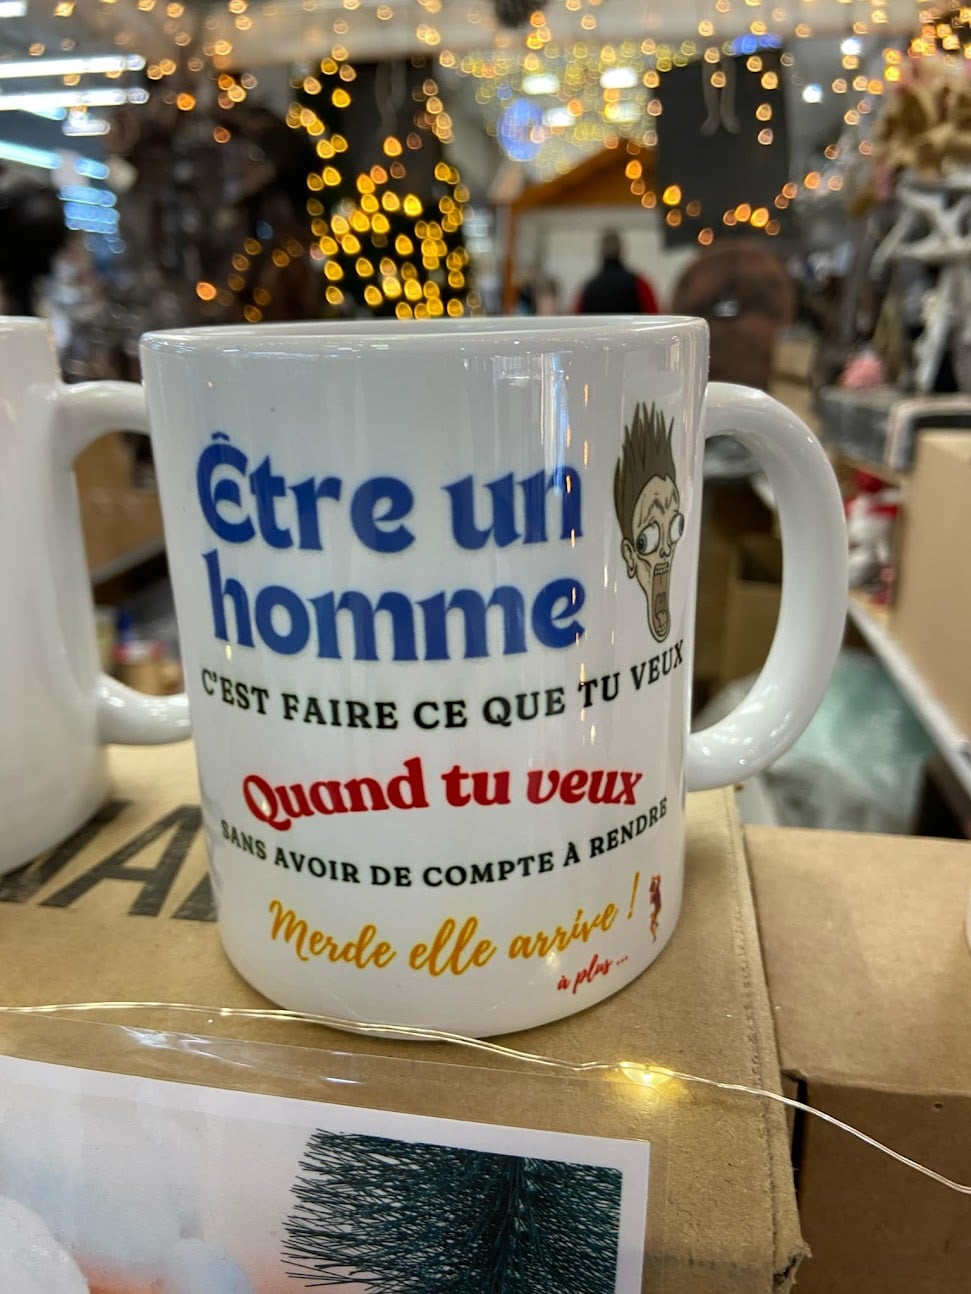 Être un
homme
C'EST FAIRE CE QUE TU VEUX
Quand tu veux
SANS AVOIR DE COMPTE À RENDRE
Merde elle arrive !
à plus ...